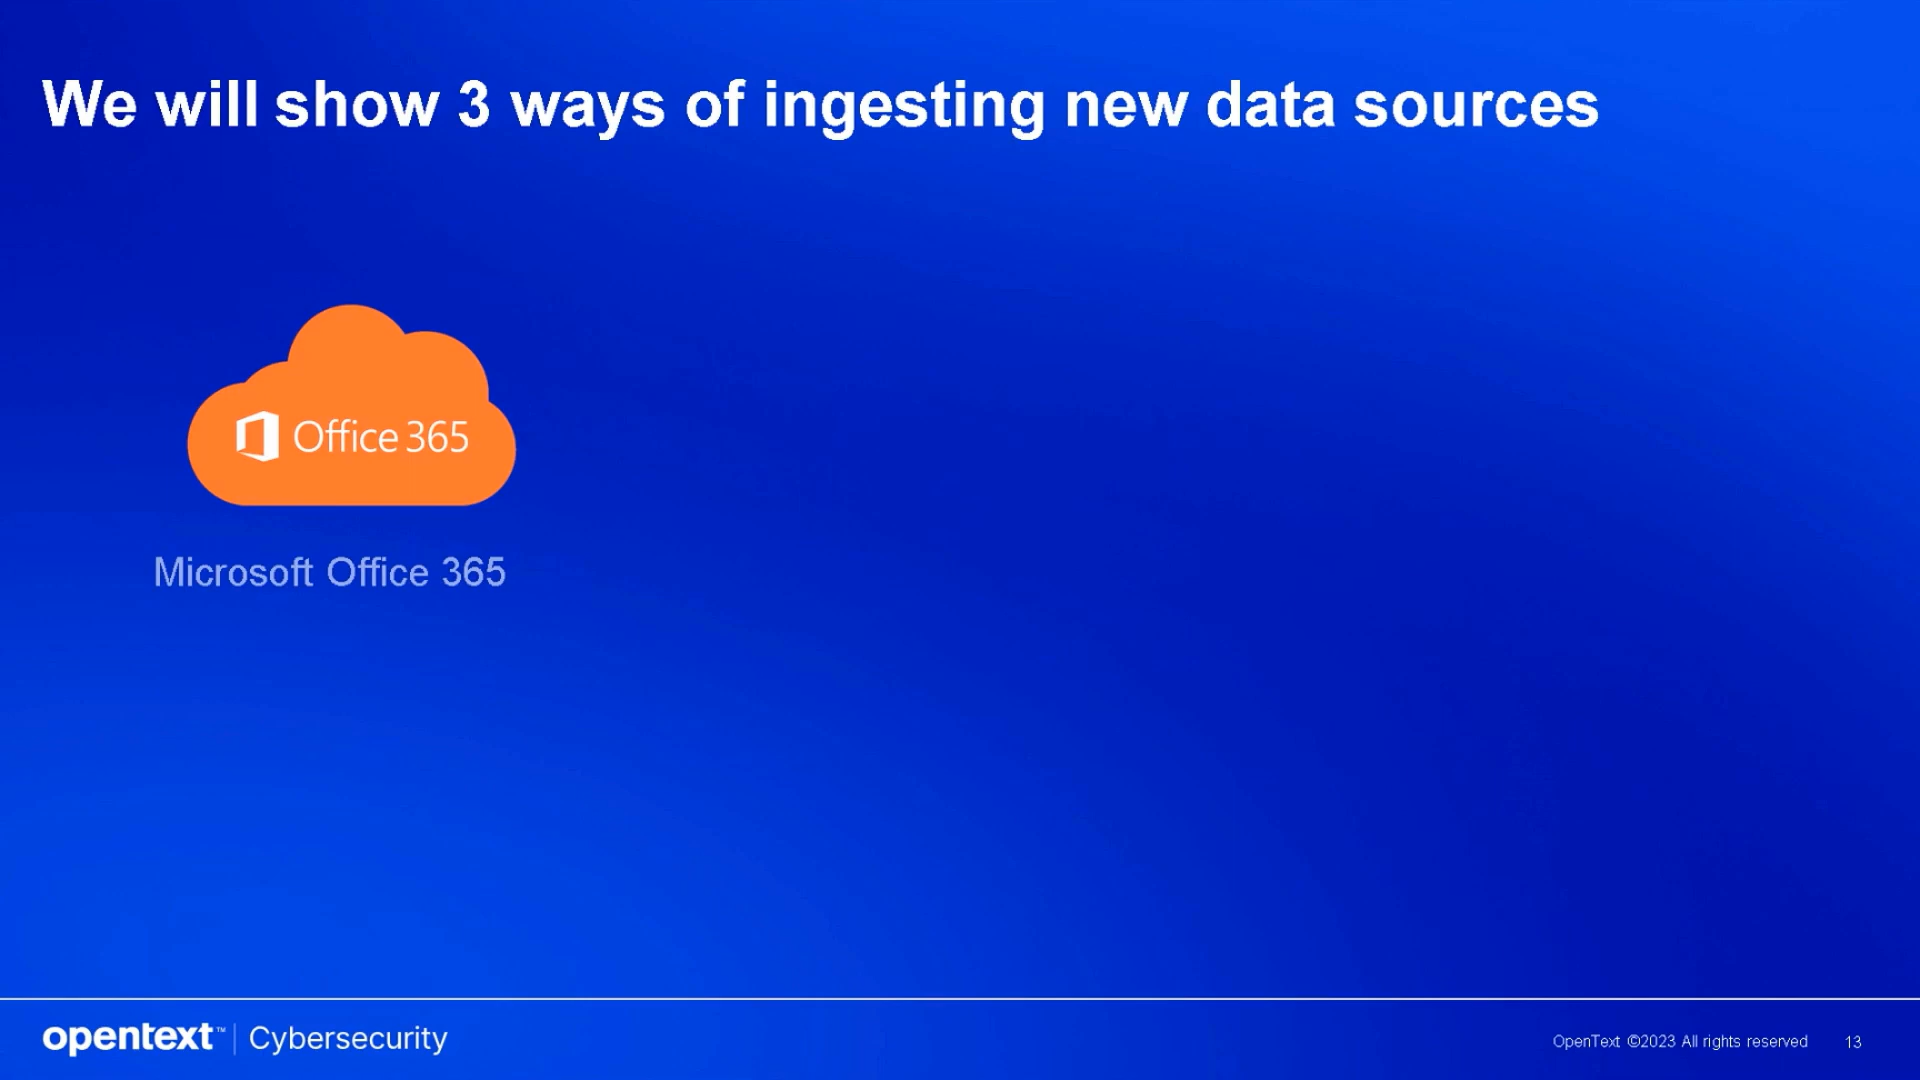 We will show 3 ways of ingesting new data sources
Office 365
Microsoft Office 365
opentext™ | Cybersecurity
OpenText ©2023 All rights reserved 13